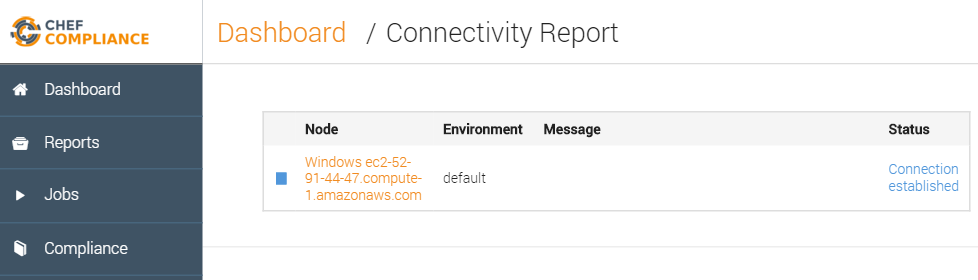 CHEF
COMPLIANCE
Dashboard / Connectivity Report
Dashboard
Reports
Jobs
Compliance
Node Environment Message Status
Windows ec2-52-
91-44-47.compute-
1.amazonaws.com
default
Connection
established